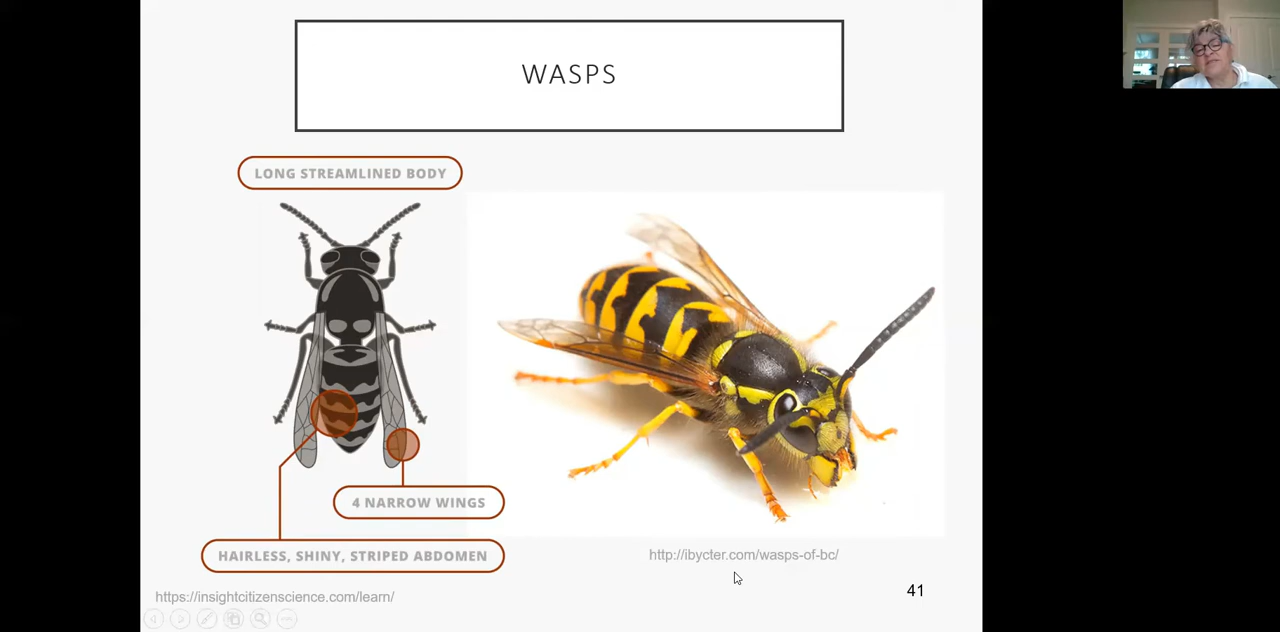 WASPS
LONG STREAMLINED BODY
4 NARROW WINGS
HAIRLESS, SHINY, STRIPED ABDOMEN
http://ibycter.com/wasps-of-bc/
41
https://insightcitizenscience.com/learn/